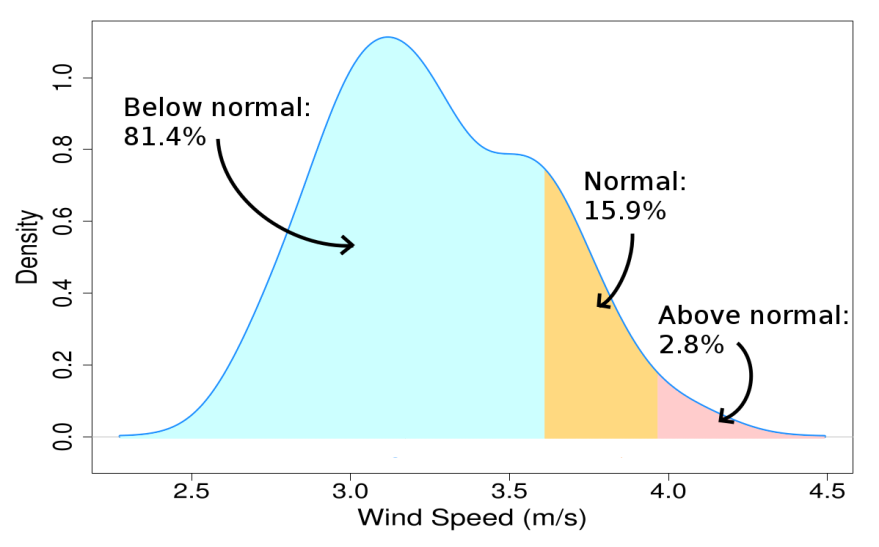 Below normal:
81.4%
Normal:
15.9%
Above normal:
2.8%
Density
1.0
0.8
0.6
0.4
0.2
0.0
2.5 3.0 3.5 4.0 4.5
Wind Speed (m/s)